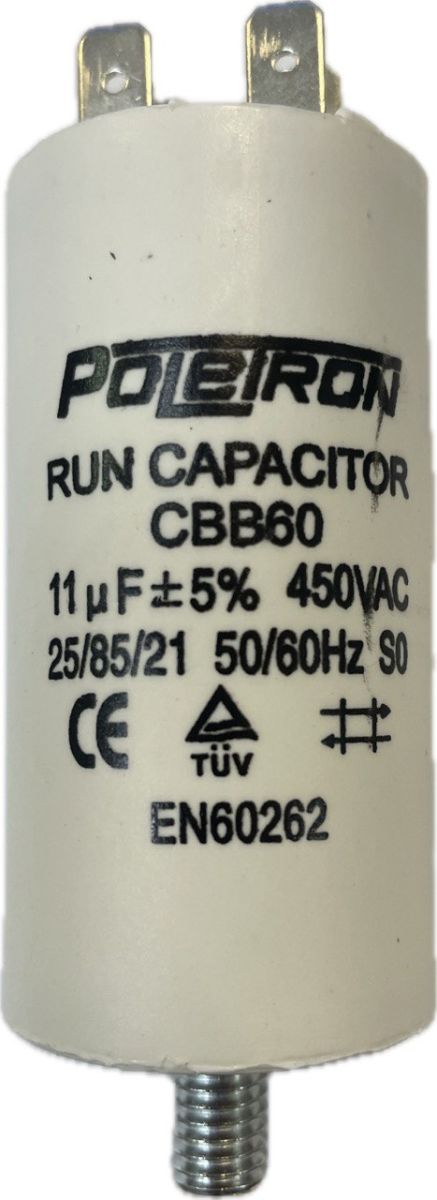 POLETRON
RUN CAPACITOR
CBB60
11µF±5% 450VAC
25/85/21 50/60Hz S0
CE
TÜV
EN60262